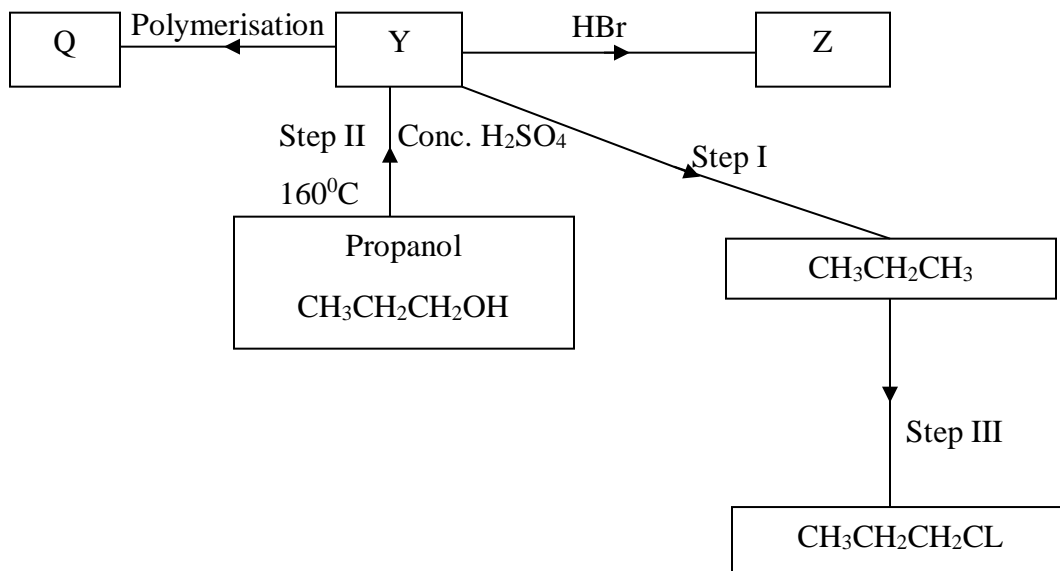 Polymerisation
Q
Y
HBr
Z
Step II
Conc. H₂SO₄
Step I
160⁰C
Propanol
CH₃CH₂CH₂OH
CH₃CH₂CH₃
Step III
CH₃CH₂CH₂CL